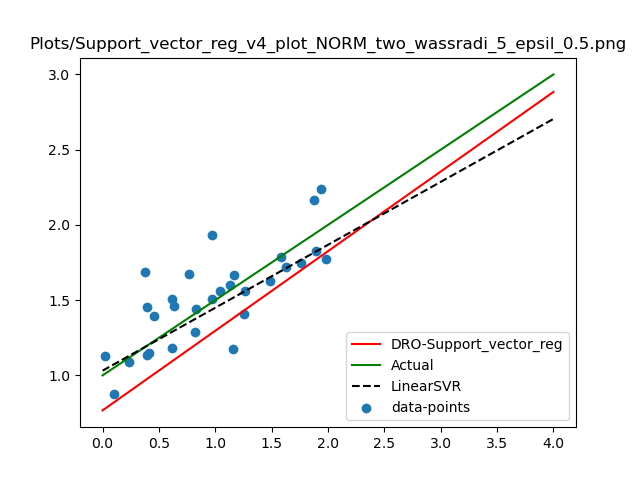 Plots/Support_vector_reg_v4_plot_NORM_two_wassradi_5_epsil_0.5.png
3.0
2.5
2.0
1.5
1.0
DRO-Support_vector_reg
Actual
LinearSVR
data-points
0.0 0.5 1.0 1.5 2.0 2.5 3.0 3.5 4.0